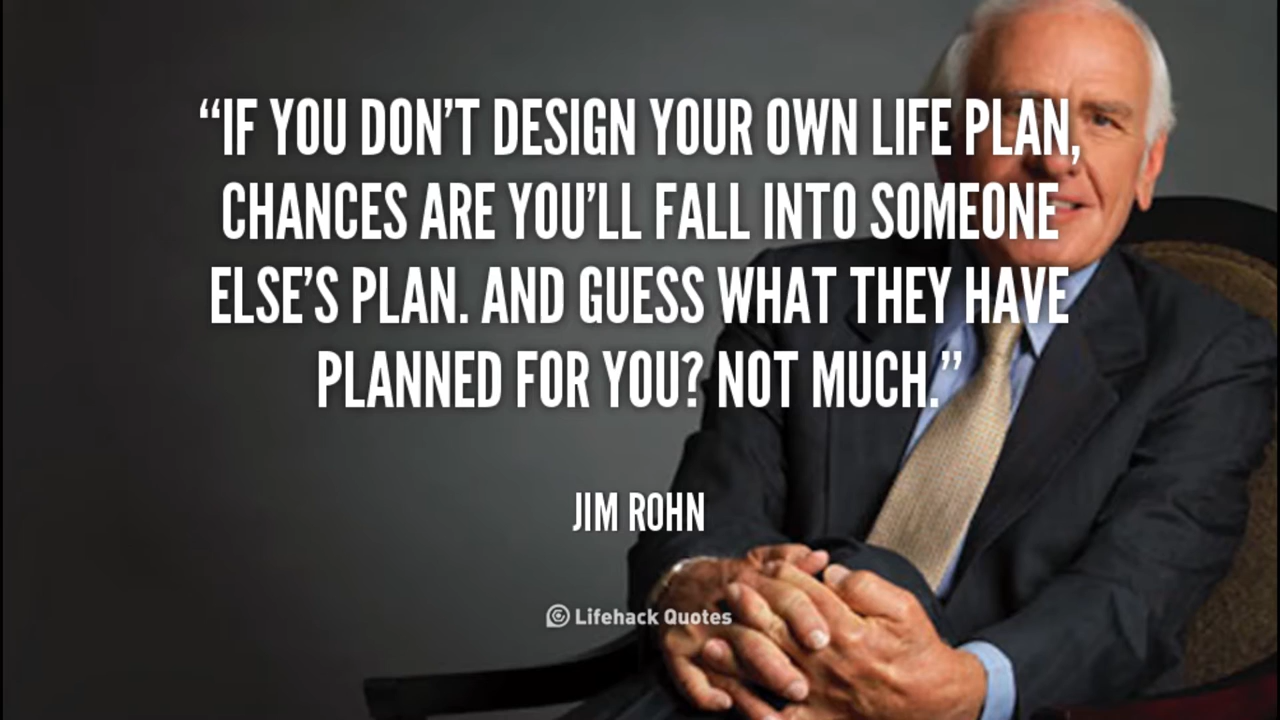 “IF YOU DON’T DESIGN YOUR OWN LIFE PLAN,
CHANCES ARE YOU’LL FALL INTO SOMEONE
ELSE’S PLAN. AND GUESS WHAT THEY HAVE
PLANNED FOR YOU? NOT MUCH.”
JIM ROHN
Lifehack Quotes